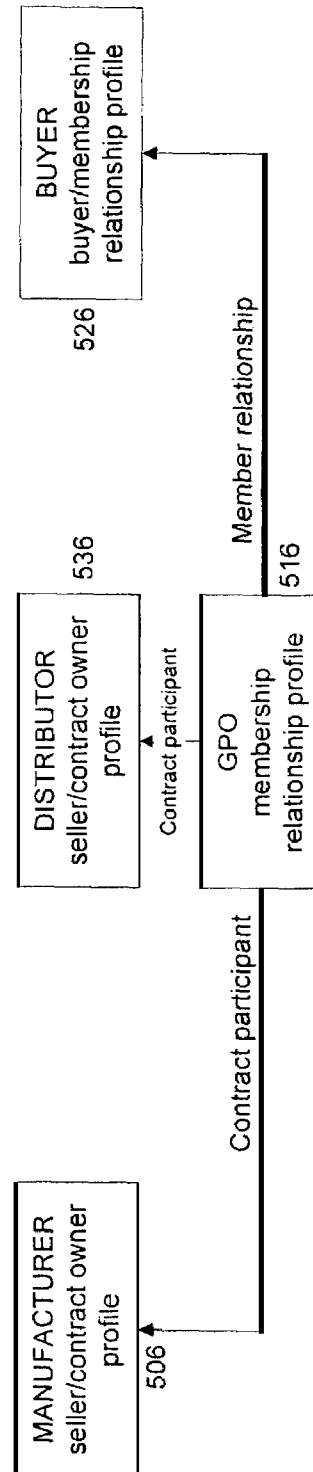 MANUFACTURER
seller/contract owner
profile
506
DISTRIBUTOR
seller/contract owner
profile
536
BUYER
buyer/membership
relationship profile
526
Contract participant
Contract participant
Member relationship
GPO
membership
relationship profile
516